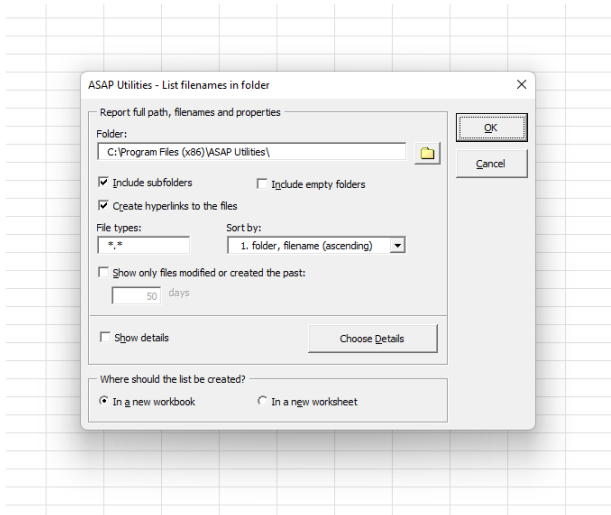 ASAP Utilities - List filenames in folder
Report full path, filenames and properties
OK
Folder:
C:\Program Files (x86)\ASAP Utilities\
Cancel
Include subfolders
Include empty folders
Create hyperlinks to the files
File types:
Sort by:
*.*
1. folder, filename (ascending)
Show only files modified or created the past:
50 days
Show details
Choose Details
Where should the list be created?
In a new workbook
In a new worksheet